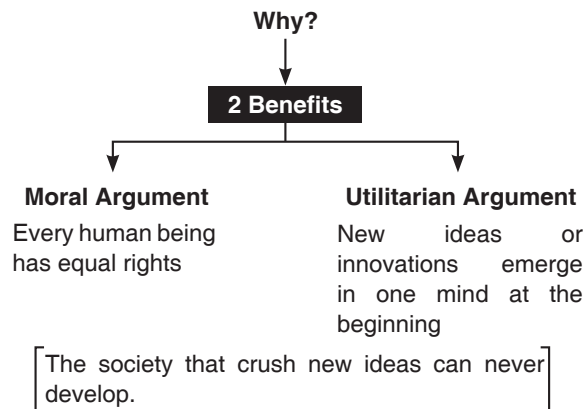 Why?
2 Benefits
Moral Argument
Every human being
has equal rights
Utilitarian Argument
New ideas or
innovations emerge
in one mind at the
beginning
The society that crush new ideas can never
develop.